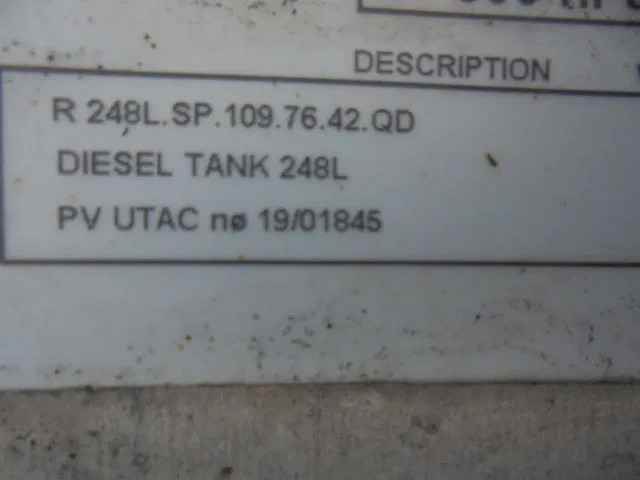 DESCRIPTION
R 248L.SP.109.76.42.QD
DIESEL TANK 248L
PV UTAC nø 19/01845